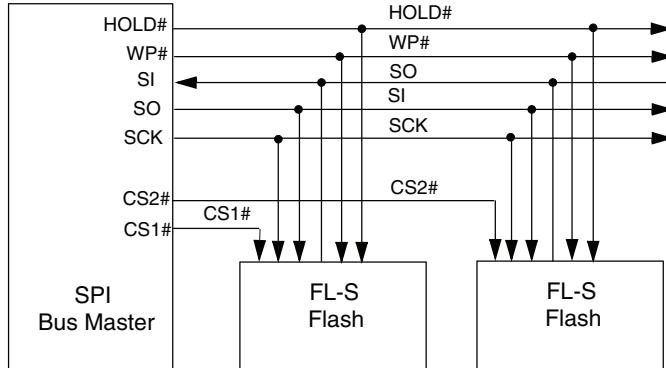 HOLD# HOLD#
WP# WP#
SI SO
SO SI
SCK SCK
CS2# CS2#
CS1# CS1#
SPI
Bus Master
FL-S
Flash
FL-S
Flash